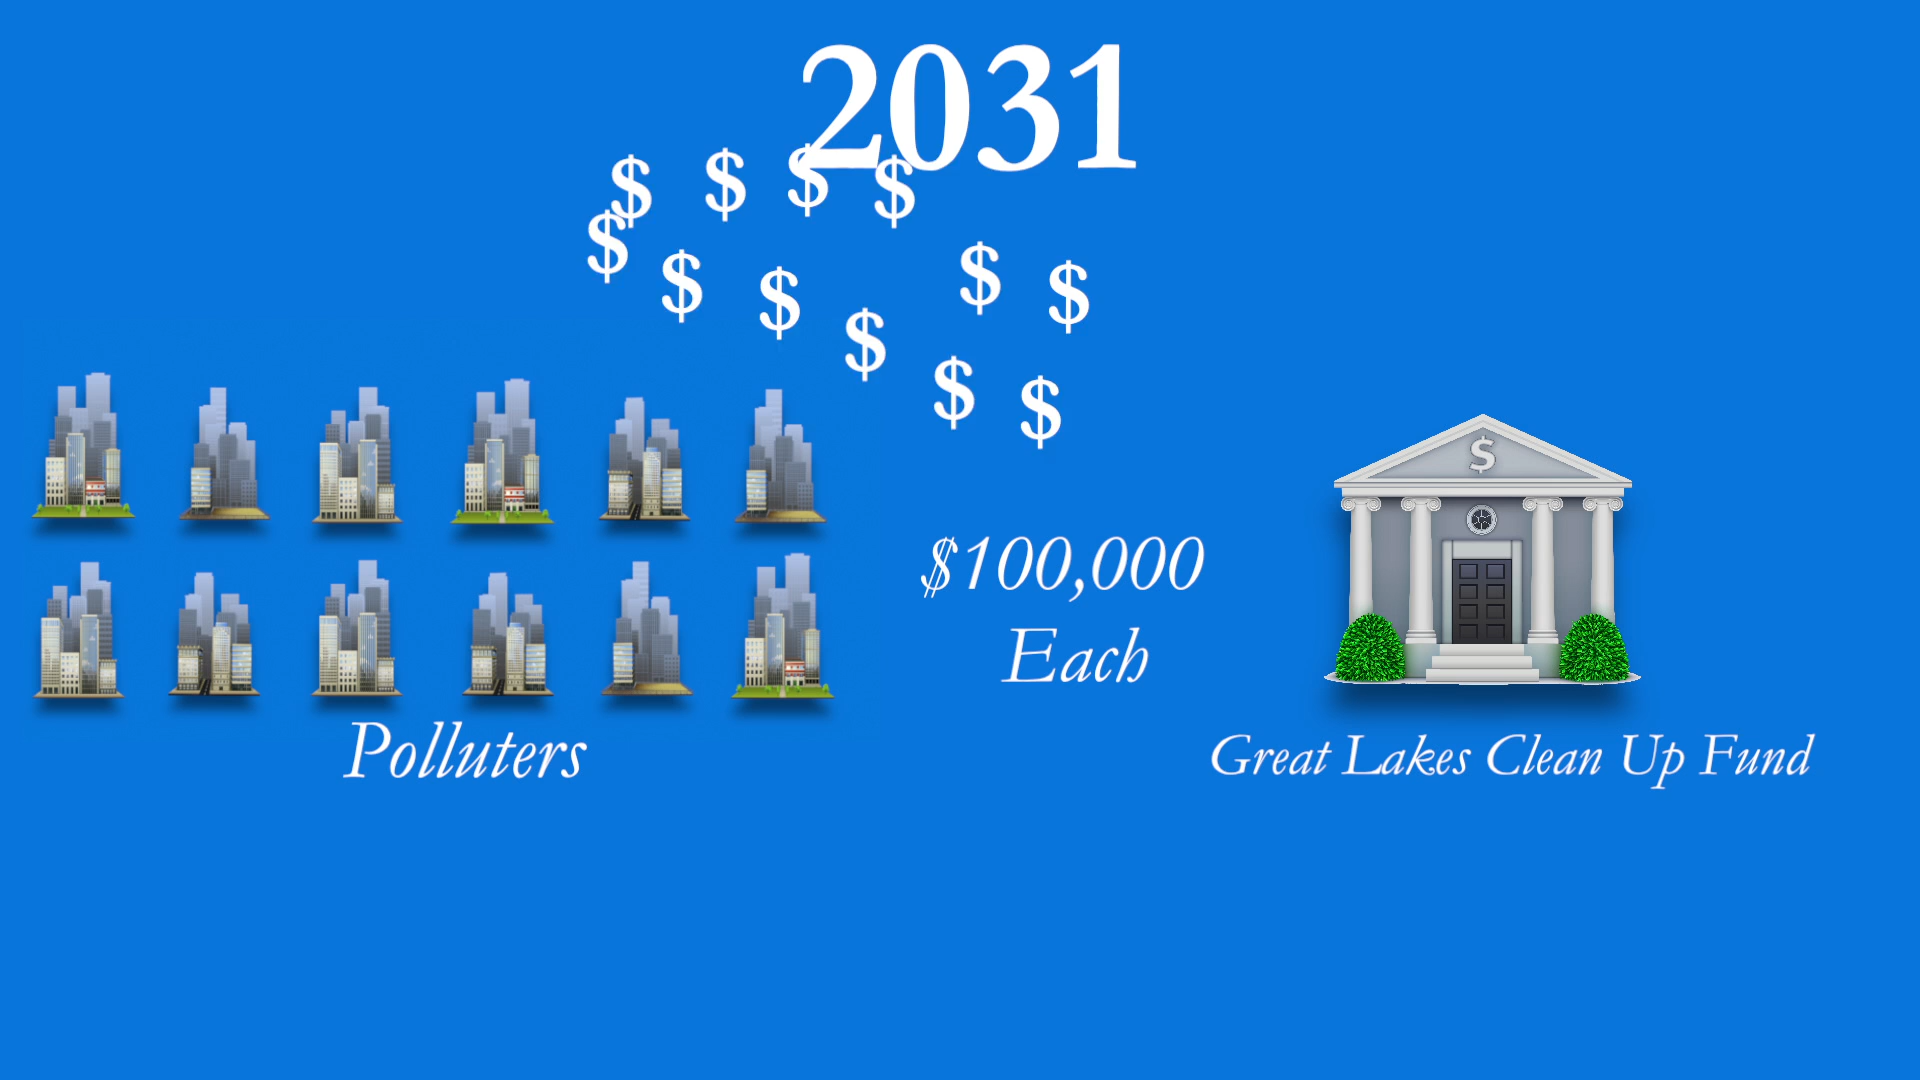 2031
$ $ $ $
$ $ $ $ $ $ $ $
$
$100,000
Each
Polluters
Great Lakes Clean Up Fund